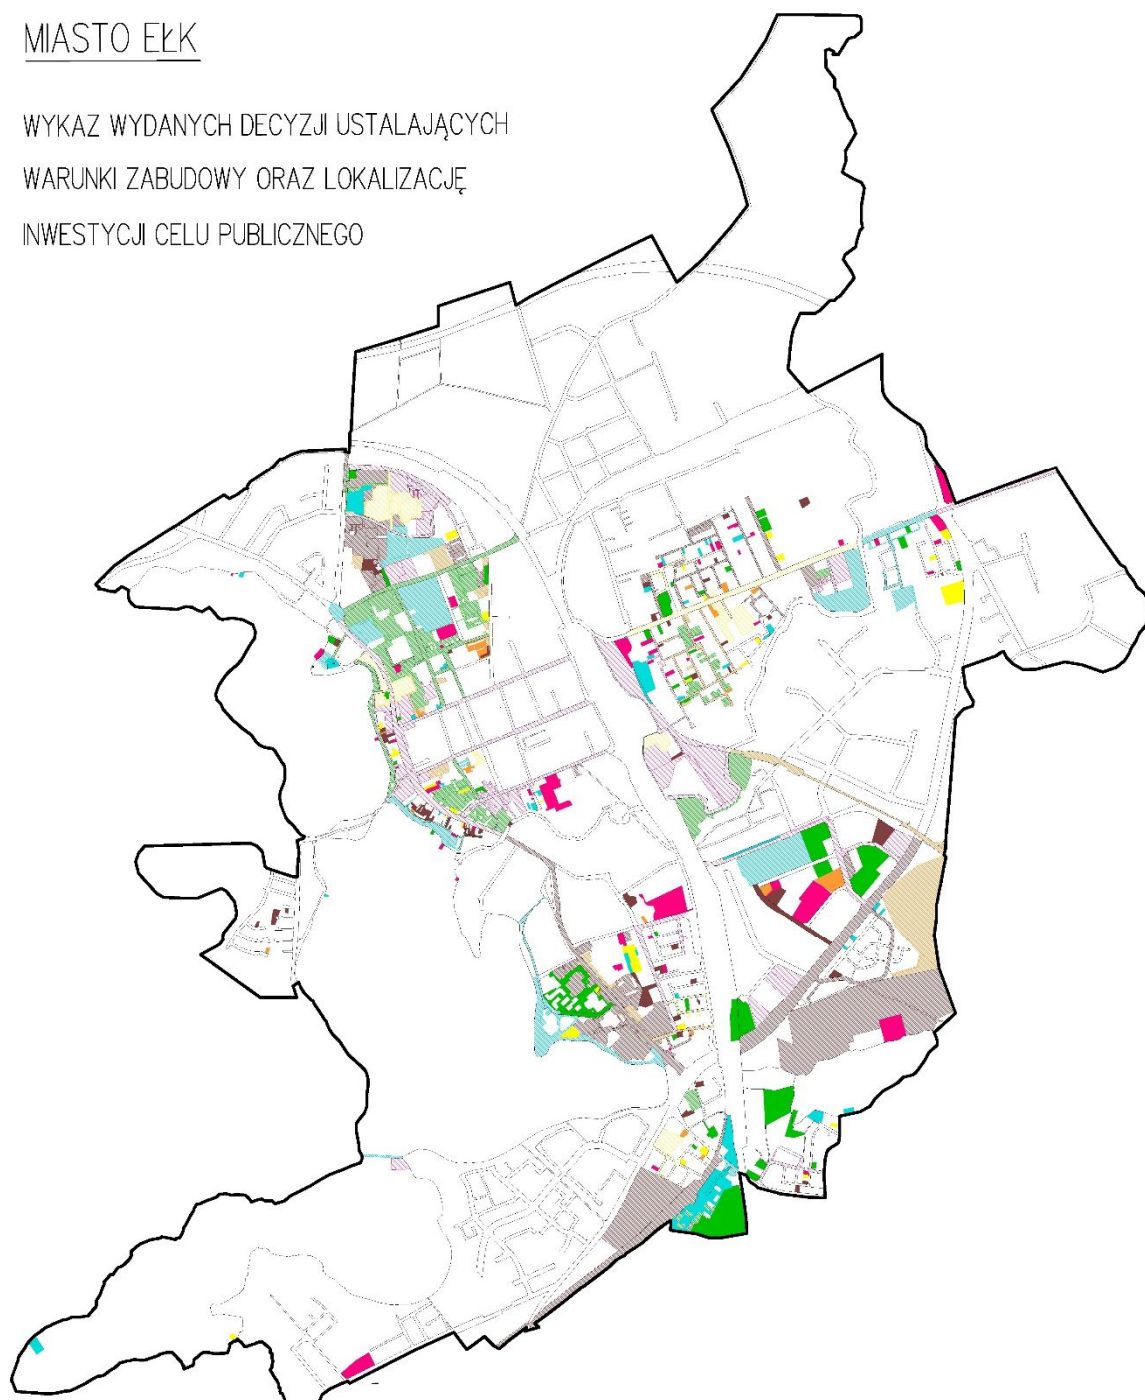 MIASTO EŁK
WYKAZ WYDANYCH DECYZJI USTALAJĄCYCH
WARUNKI ZABUDOWY ORAZ LOKALIZACJĘ
INWESTYCJI CELU PUBLICZNEGO